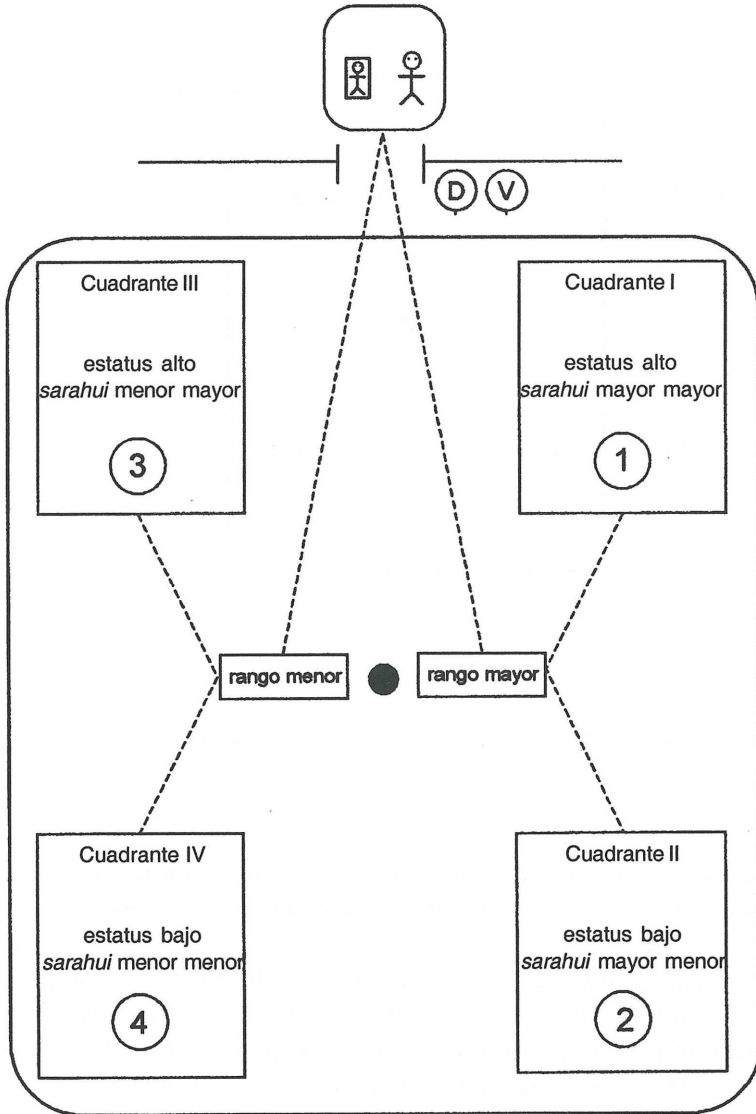 D V
Cuadrante III
estatus alto
sarahui menor mayor
3
Cuadrante I
estatus alto
sarahui mayor mayor
1
rango menor
rango mayor
Cuadrante IV
estatus bajo
sarahui menor menor
4
Cuadrante II
estatus bajo
sarahui mayor menor
2